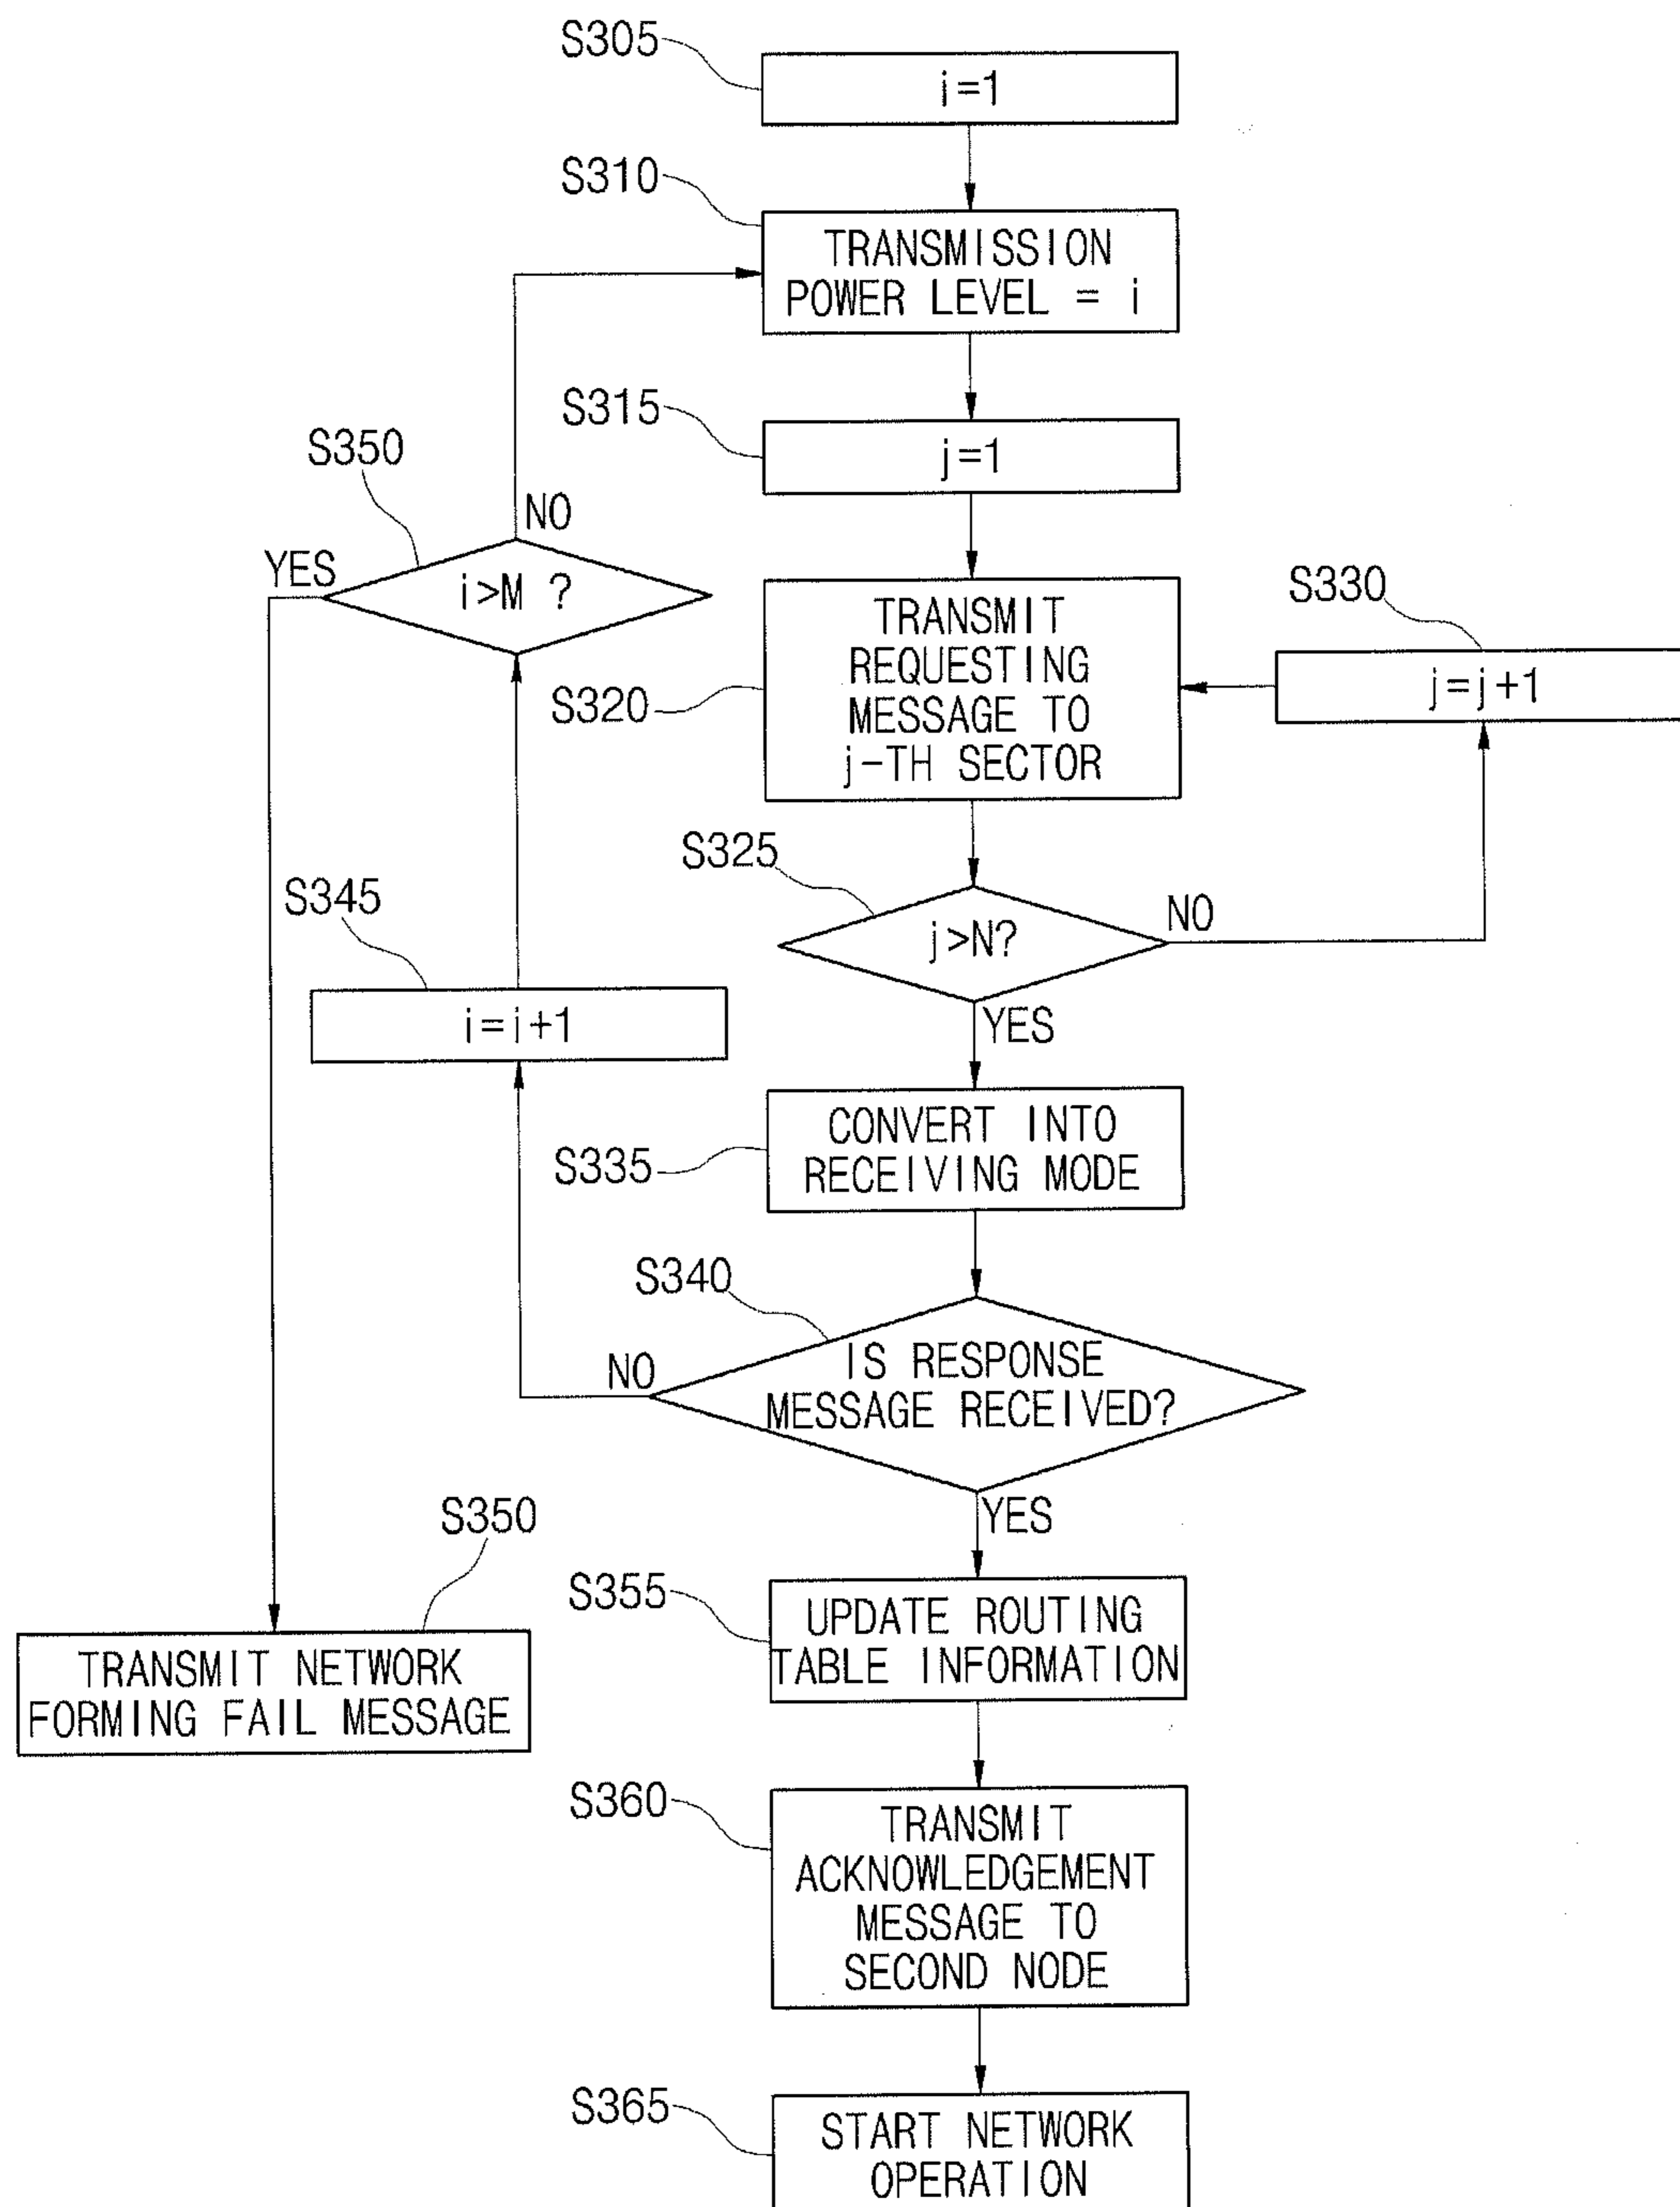 S305
i=1
S310
TRANSMISSION
POWER LEVEL = i
S315
j=1
S350
NO
YES
i>M ?
S330
j=j+1
TRANSMIT
REQUESTING
MESSAGE TO
j-TH SECTOR
S320
S325
j>N?
NO
YES
S345
i=i+1
CONVERT INTO
RECEIVING MODE
S335
S340
IS RESPONSE
MESSAGE RECEIVED?
NO
YES
S350
TRANSMIT NETWORK
FORMING FAIL MESSAGE
S355
UPDATE ROUTING
TABLE INFORMATION
S360
TRANSMIT
ACKNOWLEDGEMENT
MESSAGE TO
SECOND NODE
S365
START NETWORK
OPERATION